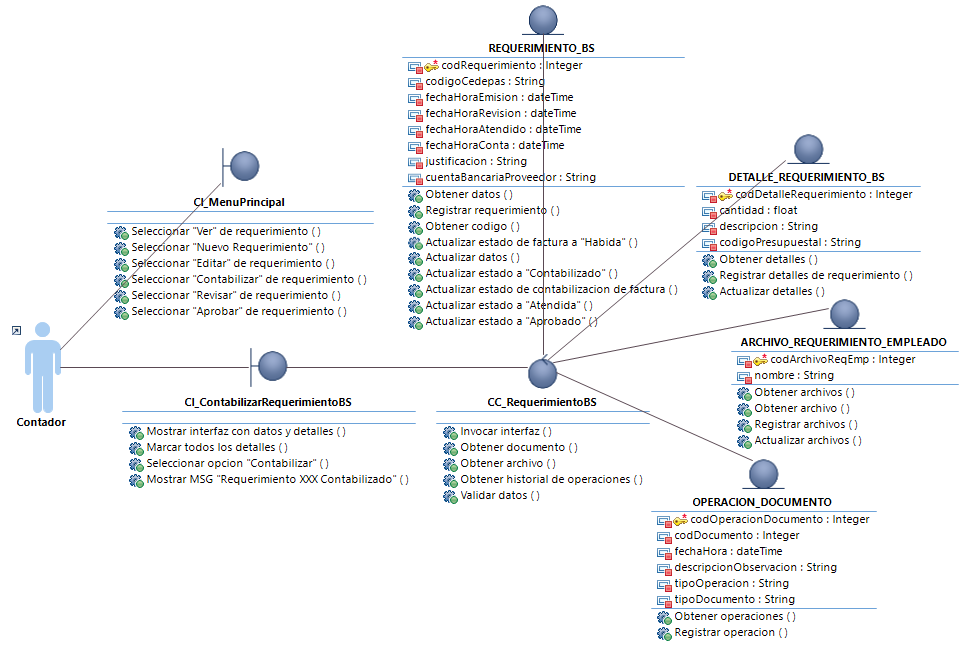 REQUERIMIENTO_BS
codRequerimiento : Integer
codigoCedepas : String
fechaHoraEmision : dateTime
fechaHoraRevision : dateTime
fechaHoraAtendido : dateTime
fechaHoraConta : dateTime
justificacion : String
cuentaBancariaProveedor : String
Obtener datos ( )
Registrar requerimiento ( )
Obtener codigo ( )
Actualizar estado de factura a "Habida" ( )
Actualizar datos ( )
Actualizar estado a "Contabilizado" ( )
Actualizar estado de contabilizacion de factura ( )
Actualizar estado a "Atendida" ( )
Actualizar estado a "Aprobado" ( )
DETALLE_REQUERIMIENTO_BS
codDetalleRequerimiento : Integer
cantidad : float
descripcion : String
codigoPresupuestal : String
Obtener detalles ( )
Registrar detalles de requerimiento ( )
Actualizar detalles ( )
CI_MenuPrincipal
Seleccionar "Ver" de requerimiento ( )
Seleccionar "Nuevo Requerimiento" ( )
Seleccionar "Editar" de requerimiento ( )
Seleccionar "Contabilizar" de requerimiento ( )
Seleccionar "Revisar" de requerimiento ( )
Seleccionar "Aprobar" de requerimiento ( )
ARCHIVO_REQUERIMIENTO_EMPLEADO
codArchivoReqEmp : Integer
nombre : String
Obtener archivos ( )
Obtener archivo ( )
Registrar archivos ( )
Actualizar archivos ( )
Contador
CI_ContabilizarRequerimientoBS
Mostrar interfaz con datos y detalles ( )
Marcar todos los detalles ( )
Seleccionar opcion "Contabilizar" ( )
Mostrar MSG "Requerimiento XXX Contabilizado" ( )
CC_RequerimientoBS
Invocar interfaz ( )
Obtener documento ( )
Obtener archivo ( )
Obtener historial de operaciones ( )
Validar datos ( )
OPERACION_DOCUMENTO
codOperacionDocumento : Integer
codDocumento : Integer
fechaHora : dateTime
descripcionObservacion : String
tipoOperacion : String
tipoDocumento : String
Obtener operaciones ( )
Registrar operacion ( )